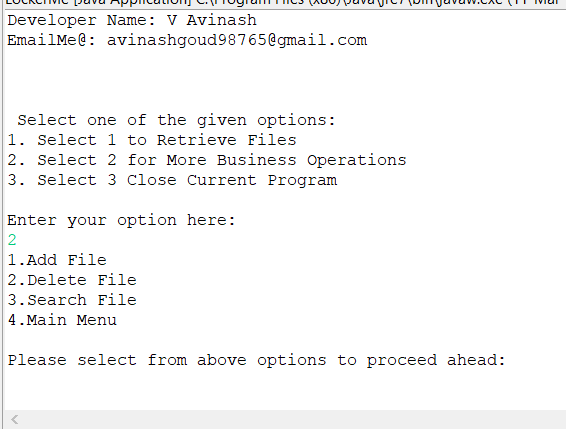 LockerMe [Java Application] C:\Program Files (x86)\Java\jre7\bin\javaw.exe (11-Mar
Developer Name: V Avinash
EmailMe@: avinashgoud98765@gmail.com
Select one of the given options:
1. Select 1 to Retrieve Files
2. Select 2 for More Business Operations
3. Select 3 Close Current Program
Enter your option here:
2
1.Add File
2.Delete File
3.Search File
4.Main Menu
Please select from above options to proceed ahead: